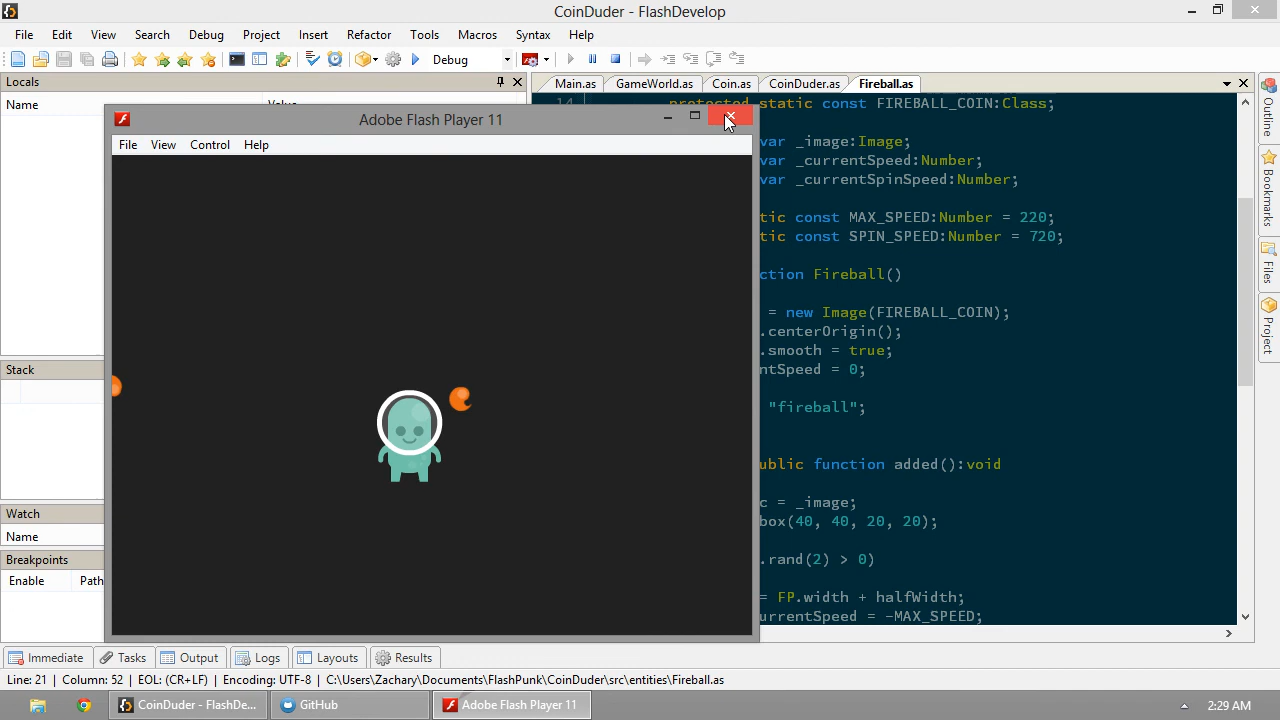 CoinDuder - FlashDevelop
File Edit View Search Debug Project Insert Refactor Tools Macros Syntax Help
Debug
Locals
Main.as GameWorld.as Coin.as CoinDuder.as Fireball.as
Name Value
14
protected static const FIREBALL_COIN:Class;
Adobe Flash Player 11
File View Control Help
var _image:Image;
var _currentSpeed:Number;
var _currentSpinSpeed:Number;
tic const MAX_SPEED:Number = 220;
tic const SPIN_SPEED:Number = 720;
ction Fireball()
= new Image(FIREBALL_COIN);
.centerOrigin();
.smooth = true;
ntSpeed = 0;
"fireball";
ublic function added():void
c = _image;
box(40, 40, 20, 20);
.rand(2) > 0)
= FP.width + halfWidth;
urrentSpeed = -MAX_SPEED;
Outline
Bookmarks
Files
Project
Stack
Watch
Name
Breakpoints
Enable Path
Immediate Tasks Output Logs Layouts Results
Line: 21 Column: 52 EOL: (CR+LF) Encoding: UTF-8 C:\Users\Zachary\Documents\FlashPunk\CoinDuder\src\entities\Fireball.as
CoinDuder - FlashDe... GitHub Adobe Flash Player 11 2:29 AM